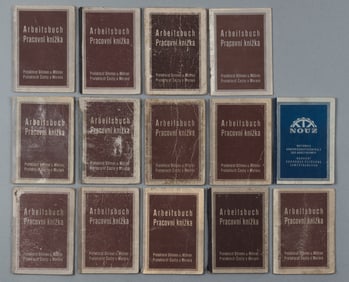 Arbeitsbuch
Pracovní knížka
Protektorat Böhmen u. Mähren
Protektorát Čechy a Morava
Arbeitsbuch
Pracovní knížka
Protektorat Böhmen u. Mähren
Protektorát Čechy a Morava
Arbeitsbuch
Pracovní knížka
Protektorat Böhmen u. Mähren
Protektorát Čechy a Morava
Arbeitsbuch
Pracovní knížka
Protektorat Böhmen u. Mähren
Protektorát Čechy a Morava
Arbeitsbuch
Pracovní knížka
Protektorat Böhmen u. Mähren
Protektorát Čechy a Morava
Arbeitsbuch
Pracovní knížka
Protektorat Böhmen u. Mähren
Protektorát Čechy a Morava
Arbeitsbuch
Pracovní knížka
Protektorat Böhmen u. Mähren
Protektorát Čechy a Morava
Arbeitsbuch
Pracovní knížka
Protektorat Böhmen u. Mähren
Protektorát Čechy a Morava
NOUZ
Arbeitsbuch
Pracovní knížka
Protektorat Böhmen u. Mähren
Protektorát Čechy a Morava
Arbeitsbuch
Pracovní knížka
Protektorat Böhmen u. Mähren
Protektorát Čechy a Morava
Arbeitsbuch
Pracovní knížka
Protektorat Böhmen u. Mähren
Protektorát Čechy a Morava
Arbeitsbuch
Pracovní knížka
Protektorat Böhmen u. Mähren
Protektorát Čechy a Morava
Arbeitsbuch
Pracovní knížka
Protektorat Böhmen u. Mähren
Protektorát Čechy a Morava